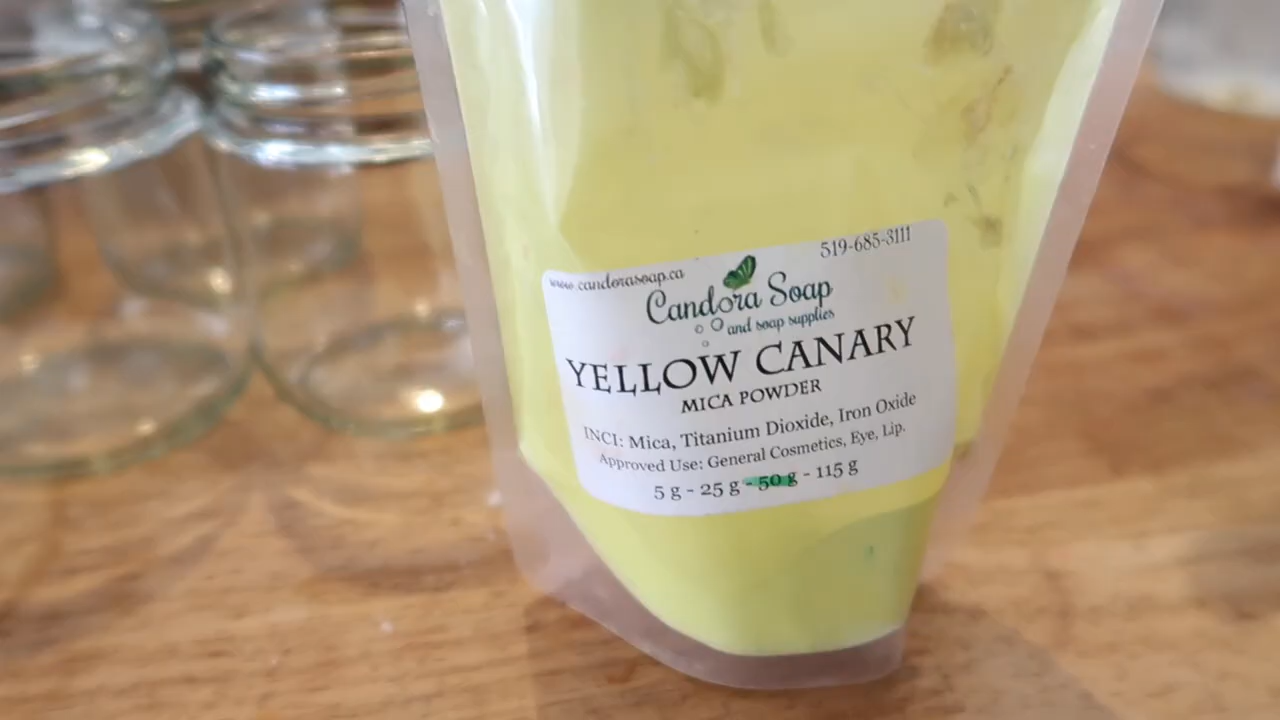 www.candorasoap.ca
519-685-3111
Candora Soap
and soap supplies
YELLOW CANARY
MICA POWDER
INCI: Mica, Titanium Dioxide, Iron Oxide
Approved Use: General Cosmetics, Eye, Lip.
5 g - 25 g - 50 g - 115 g